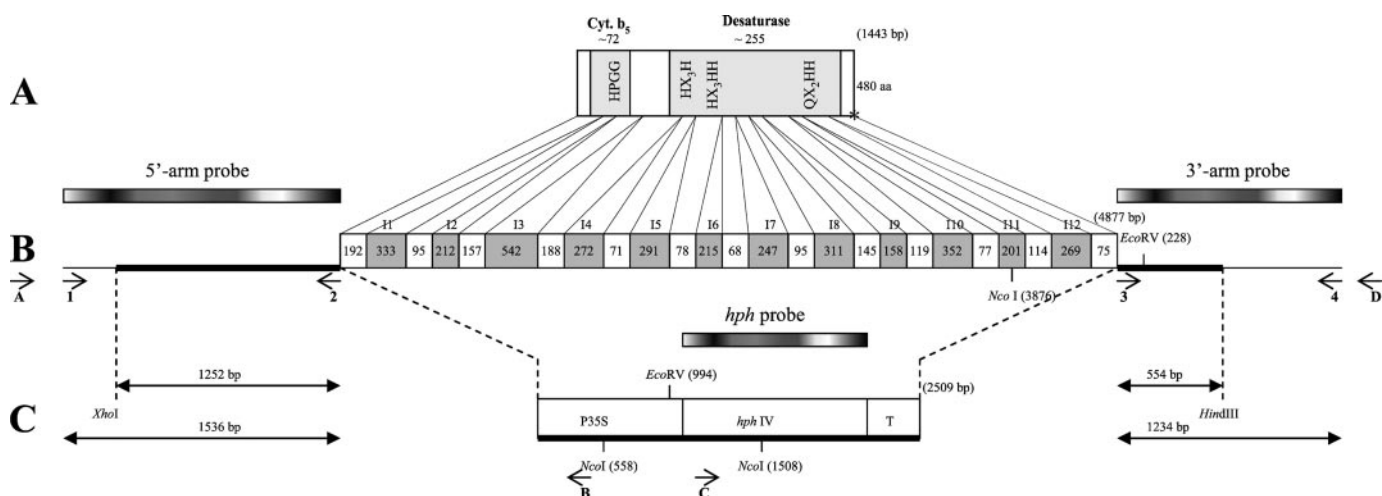 Cyt. b5 Desaturase
~72 ~ 255 (1443 bp)
A HPGG HX3H HX3HH QX2HH 480 aa
*
5’-arm probe 3’-arm probe
I1 I2 I3 I4 I5 I6 I7 I8 I9 I10 I11 I12 (4877 bp)
EcoRV (228)
B 192 333 95 212 157 542 188 272 71 291 78 215 68 247 95 311 145 158 119 352 77 201 114 269 75
A 1 2 Nco I (3876) 3 4 D
hph probe
1252 bp EcoRV (994) (2509 bp) 554 bp
XhoI HindIII
C P35S hph IV T
1536 bp 1234 bp
NcoI (558) NcoI (1508)
B C